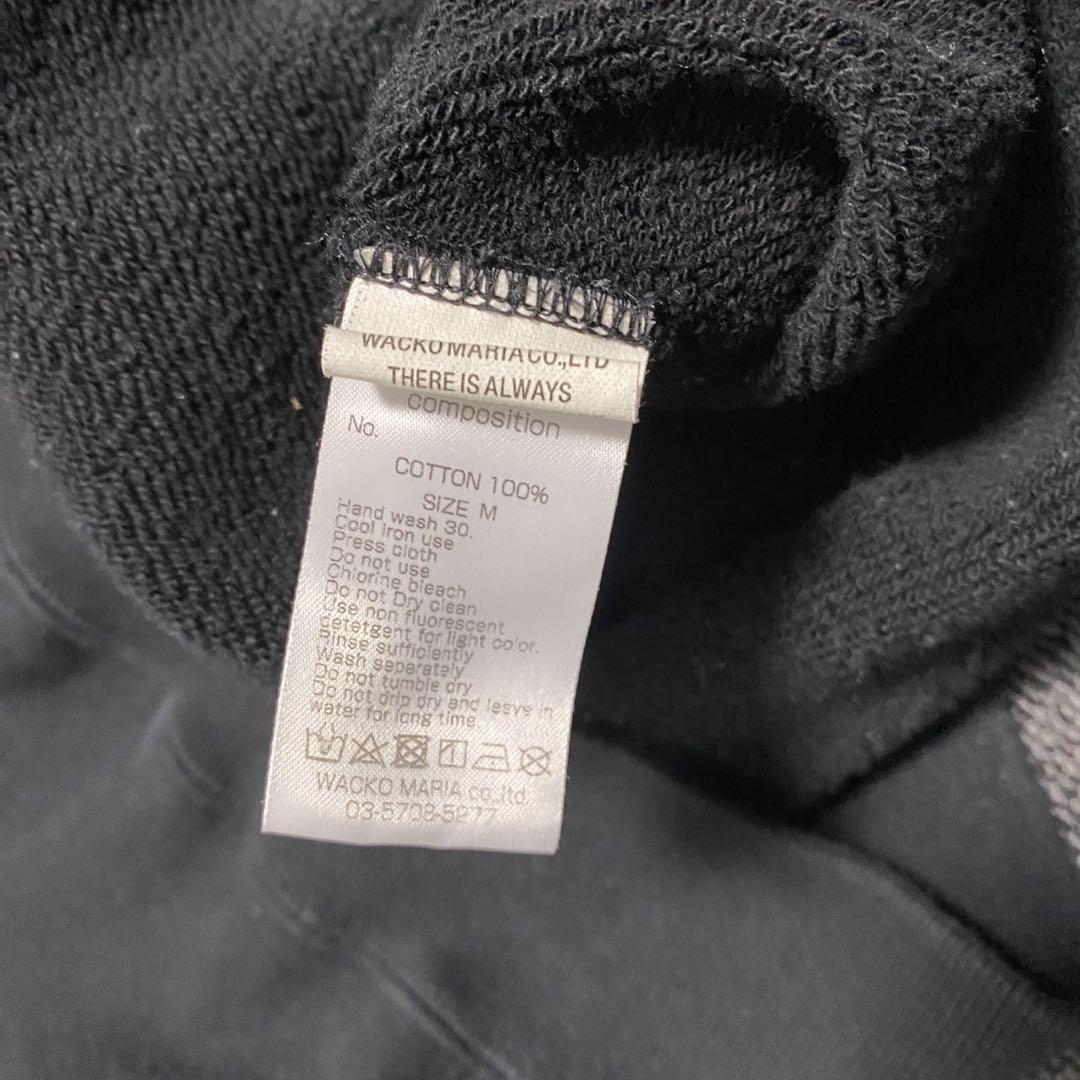 WACKO MARIA CO.,LTD
THERE IS ALWAYS
composition
No.
COTTON 100%
SIZE M
Hand wash 30.
Cool iron use
Press cloth
Do not use
Chlorine bleach
Do not Dry clean
Use non fluorescent
detetgent for light color.
Rinse sufficiently
Wash separately
Do not tumble dry
Do not drip dry and leave in
water for long time.
WACKO MARIA co.,ltd.
03-5708-5277